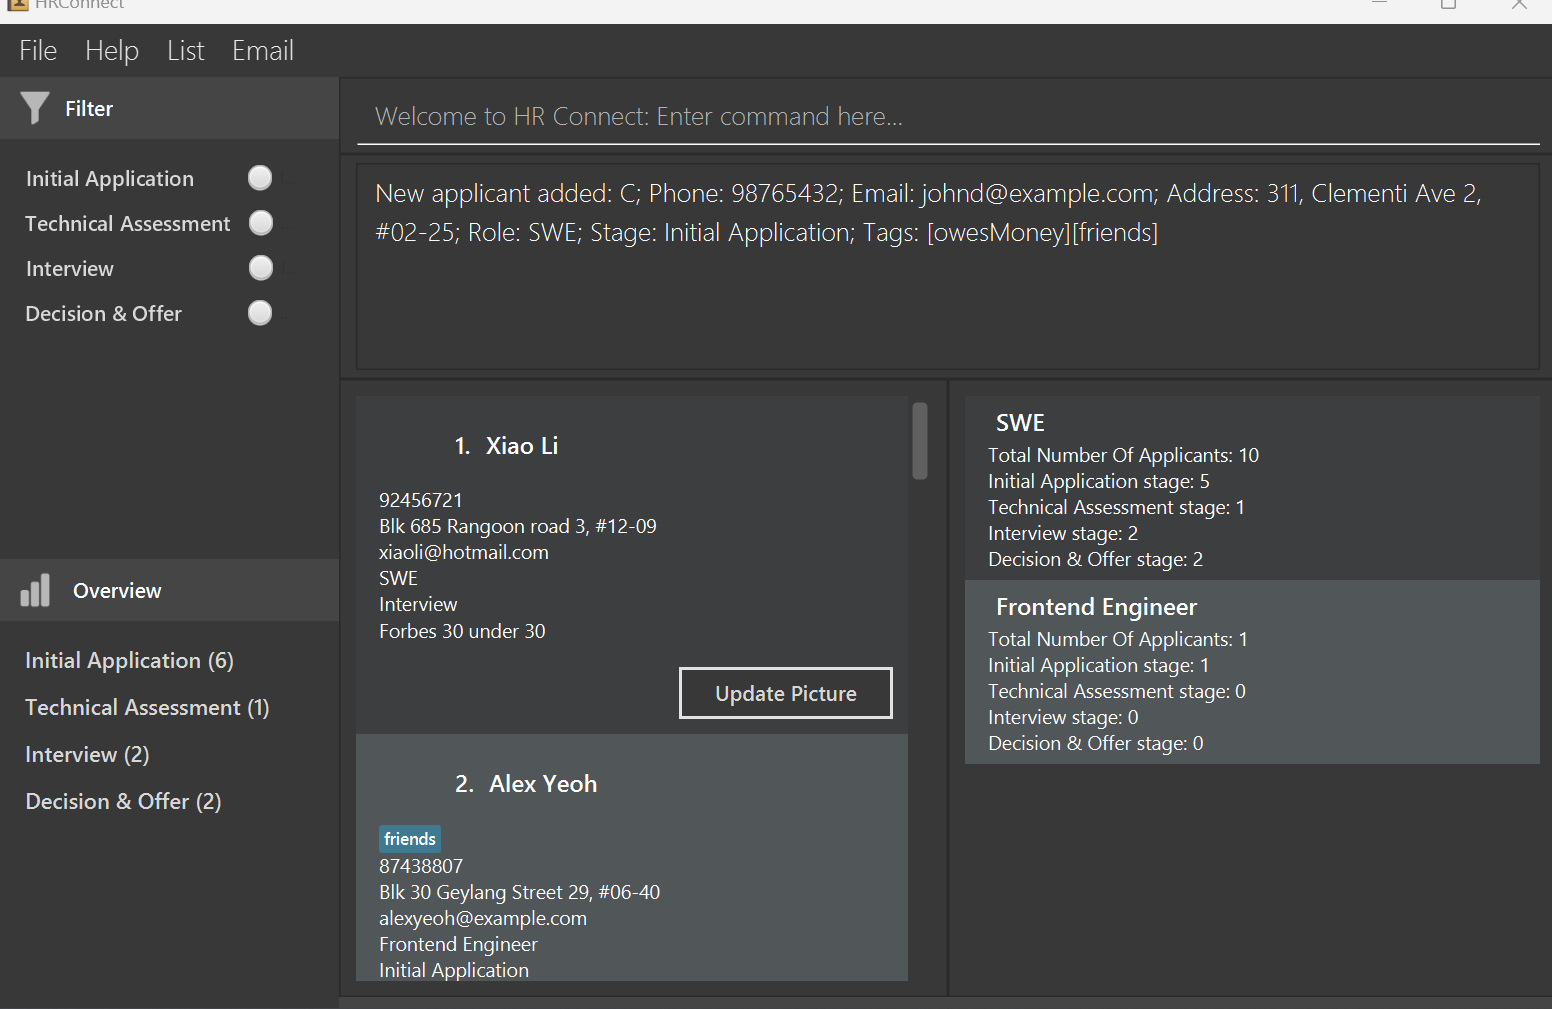 HRConnect
File Help List Email
Filter
Initial Application
Technical Assessment
Interview
Decision & Offer
Overview
Initial Application (6)
Technical Assessment (1)
Interview (2)
Decision & Offer (2)
Welcome to HR Connect: Enter command here...
New applicant added: C; Phone: 98765432; Email: johnd@example.com; Address: 311, Clementi Ave 2,
#02-25; Role: SWE; Stage: Initial Application; Tags: [owesMoney][friends]
1. Xiao Li
92456721
Blk 685 Rangoon road 3, #12-09
xiaoli@hotmail.com
SWE
Interview
Forbes 30 under 30
Update Picture
2. Alex Yeoh
friends
87438807
Blk 30 Geylang Street 29, #06-40
alexyeoh@example.com
Frontend Engineer
Initial Application
SWE
Total Number Of Applicants: 10
Initial Application stage: 5
Technical Assessment stage: 1
Interview stage: 2
Decision & Offer stage: 2
Frontend Engineer
Total Number Of Applicants: 1
Initial Application stage: 1
Technical Assessment stage: 0
Interview stage: 0
Decision & Offer stage: 0